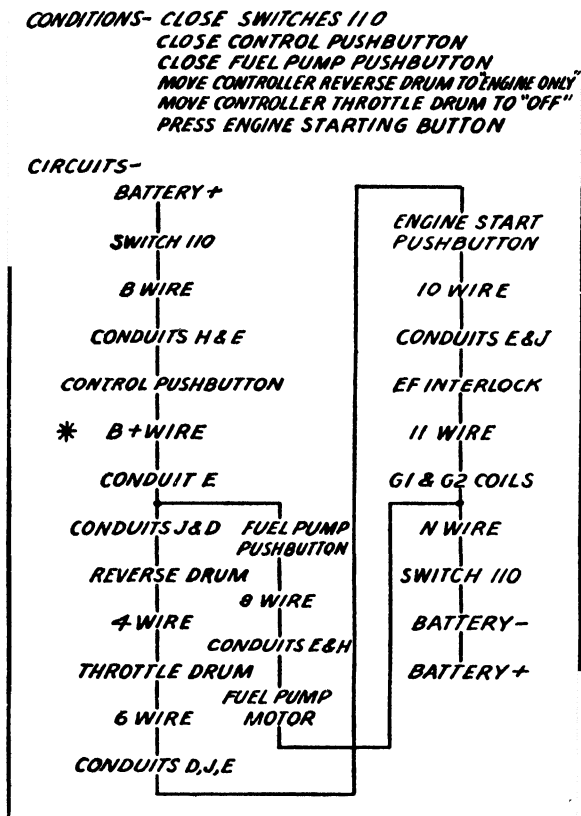 CONDITIONS- CLOSE SWITCHES 110
CLOSE CONTROL PUSHBUTTON
CLOSE FUEL PUMP PUSHBUTTON
MOVE CONTROLLER REVERSE DRUM TO "ENGINE ONLY"
MOVE CONTROLLER THROTTLE DRUM TO "OFF"
PRESS ENGINE STARTING BUTTON
CIRCUITS-
BATTERY +
SWITCH 110
B WIRE
CONDUITS H & E
CONTROL PUSHBUTTON
* B + WIRE
CONDUIT E
CONDUITS J & D
REVERSE DRUM
4 WIRE
THROTTLE DRUM
6 WIRE
CONDUITS D, J, E
FUEL PUMP
PUSHBUTTON
8 WIRE
CONDUITS E&H
FUEL PUMP
MOTOR
ENGINE START
PUSHBUTTON
10 WIRE
CONDUITS E&J
EF INTERLOCK
11 WIRE
G1 & G2 COILS
N WIRE
SWITCH 110
BATTERY -
BATTERY +